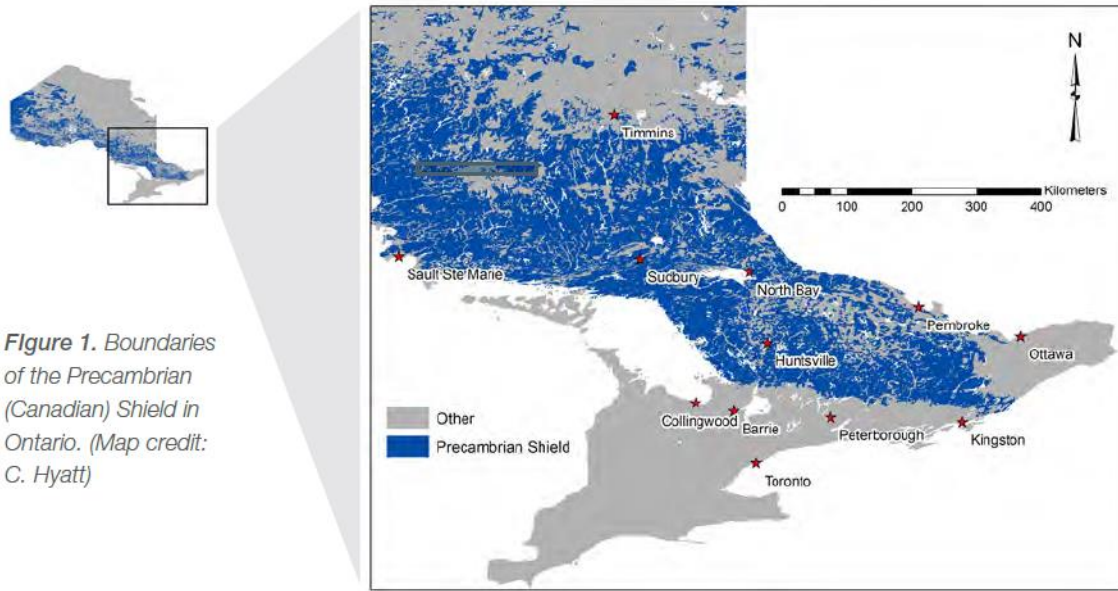 Figure 1. Boundaries
of the Precambrian
(Canadian) Shield in
Ontario. (Map credit:
C. Hyatt)
N
Timmins
Kilometers
0 100 200 300 400
Sault Ste Marie
Sudbury
North Bay
Pembroke
Ottawa
Huntsville
Other
Precambrian Shield
Collingwood
Barrie
Peterborough
Kingston
Toronto